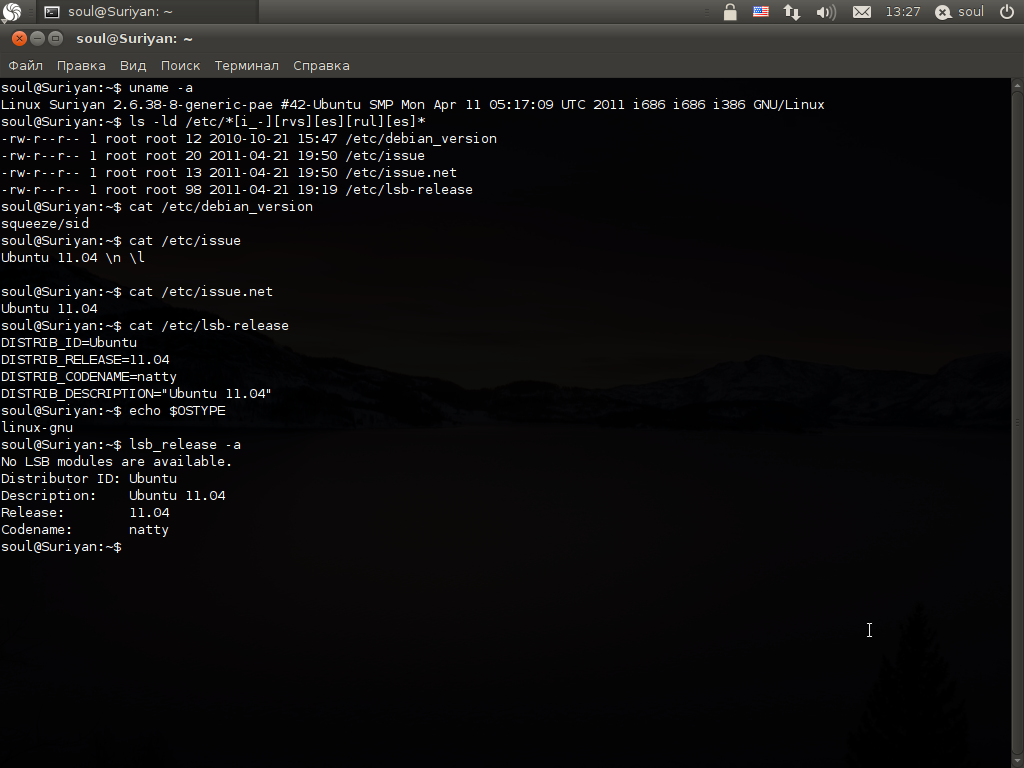 soul@Suriyan: ~
13:27
soul
soul@Suriyan: ~
Файл Правка Вид Поиск Терминал Справка
soul@Suriyan:~$ uname -a
Linux Suriyan 2.6.38-8-generic-pae #42-Ubuntu SMP Mon Apr 11 05:17:09 UTC 2011 i686 i686 i386 GNU/Linux
soul@Suriyan:~$ ls -ld /etc/*[i_-][rvs][es][rul][es]*
-rw-r--r-- 1 root root 12 2010-10-21 15:47 /etc/debian_version
-rw-r--r-- 1 root root 20 2011-04-21 19:50 /etc/issue
-rw-r--r-- 1 root root 13 2011-04-21 19:50 /etc/issue.net
-rw-r--r-- 1 root root 98 2011-04-21 19:19 /etc/lsb-release
soul@Suriyan:~$ cat /etc/debian_version
squeeze/sid
soul@Suriyan:~$ cat /etc/issue
Ubuntu 11.04 \n \l
soul@Suriyan:~$ cat /etc/issue.net
Ubuntu 11.04
soul@Suriyan:~$ cat /etc/lsb-release
DISTRIB_ID=Ubuntu
DISTRIB_RELEASE=11.04
DISTRIB_CODENAME=natty
DISTRIB_DESCRIPTION="Ubuntu 11.04"
soul@Suriyan:~$ echo $OSTYPE
linux-gnu
soul@Suriyan:~$ lsb_release -a
No LSB modules are available.
Distributor ID: Ubuntu
Description:    Ubuntu 11.04
Release:        11.04
Codename:       natty
soul@Suriyan:~$